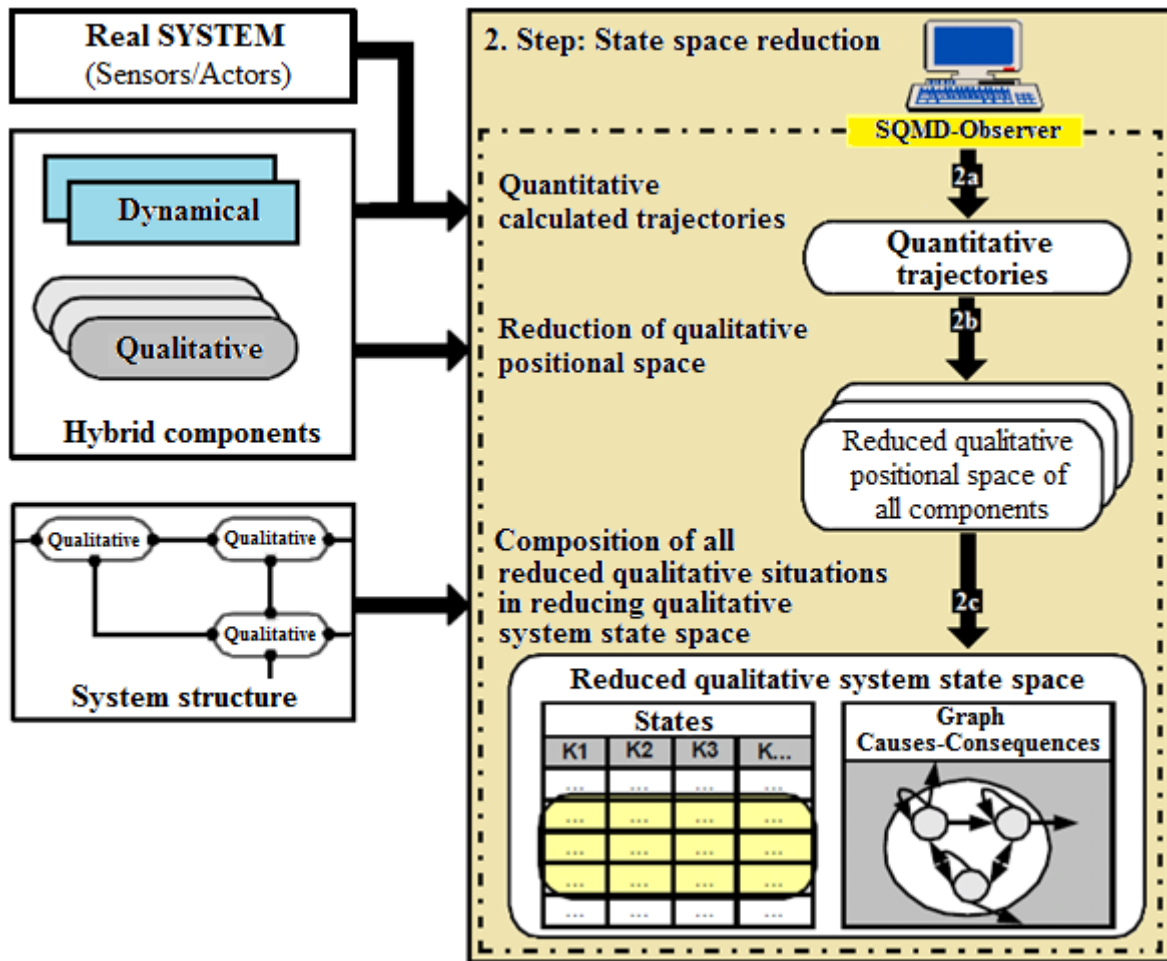 Real SYSTEM
(Sensors/Actors)
Dynamical
Qualitative
Hybrid components
Qualitative
Qualitative
Qualitative
System structure
2. Step: State space reduction
SQMD-Observer
2a
Quantitative
calculated trajectories
Quantitative
trajectories
2b
Reduction of qualitative
positional space
Reduced qualitative
positional space of
all components
Composition of all
reduced qualitative situations
in reducing qualitative
system state space
2c
Reduced qualitative system state space
States
K1 K2 K3 K...
... ... ... ...
... ... ... ...
... ... ... ...
... ... ... ...
... ... ... ...
Graph
Causes-Consequences